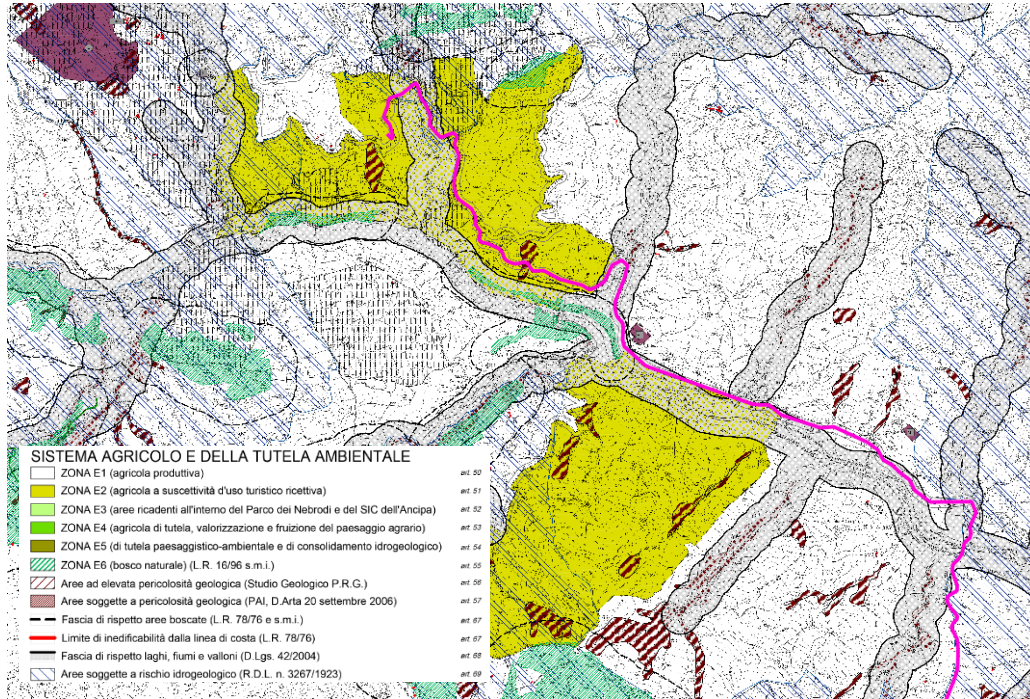 SISTEMA AGRICOLO E DELLA TUTELA AMBIENTALE
ZONA E1 (agricola produttiva) art. 50
ZONA E2 (agricola a suscettività d'uso turistico ricettiva) art. 51
ZONA E3 (aree ricadenti all'interno del Parco dei Nebrodi e del SIC dell'Ancipa) art. 52
ZONA E4 (agricola di tutela, valorizzazione e fruizione del paesaggio agrario) art. 53
ZONA E5 (di tutela paesaggistico-ambientale e di consolidamento idrogeologico) art. 54
ZONA E6 (bosco naturale) (L.R. 16/96 s.m.i.) art. 55
Aree ad elevata pericolosità geologica (Studio Geologico P.R.G.) art. 56
Aree soggette a pericolosità geologica (PAI, D.Arta 20 settembre 2006) art. 57
Fascia di rispetto aree boscate (L.R. 78/76 e s.m.i.) art. 67
Limite di inedificabilità dalla linea di costa (L.R. 78/76) art. 67
Fascia di rispetto laghi, fiumi e valloni (D.Lgs. 42/2004) art. 68
Aree soggette a rischio idrogeologico (R.D.L. n. 3267/1923) art. 69